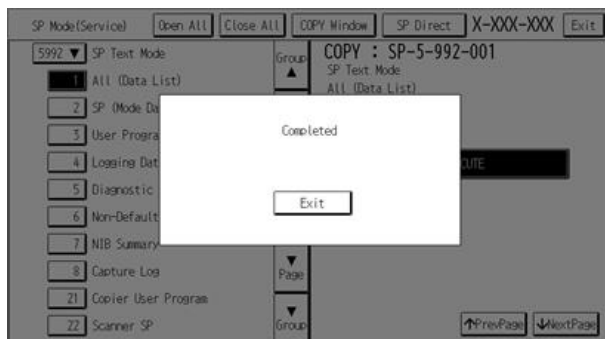 SP Mode(Service) Open All Close All COPY Window SP Direct X-XXX-XXX Exit
5992 ▼ SP Text Mode
Group ▲
COPY : SP-5-992-001
SP Text Mode
1 All (Data List)
All (Data List)
2 SP (Mode Da
3 User Progra
Completed
4 Logging Dat
CUTE
5 Diagnostic
Exit
6 Non-Default
7 NIB Summary
8 Capture Log
▼ Page
21 Copier User Program
22 Scanner SP
▼ Group
↑PrevPage ↓NextPage